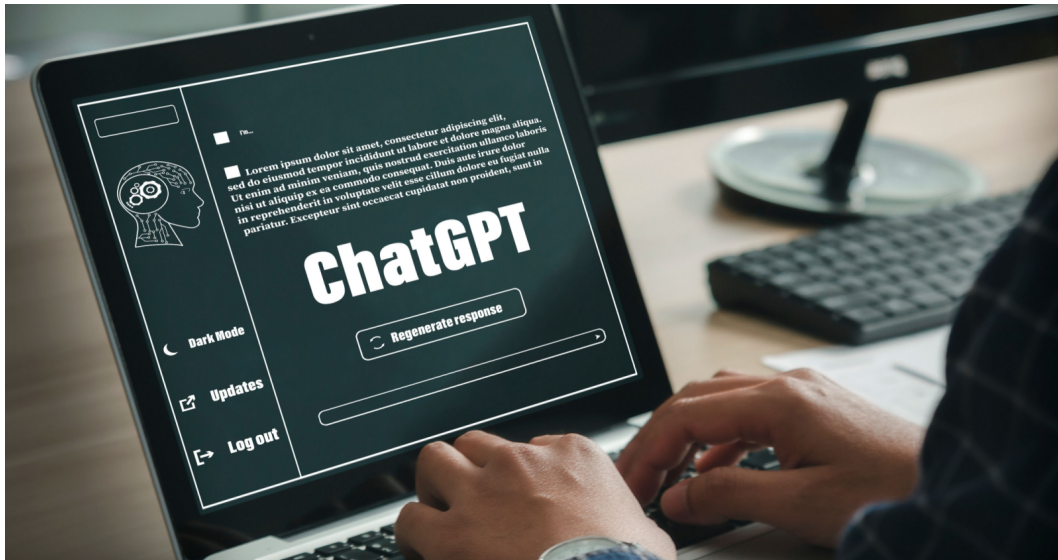 I'm...
Lorem ipsum dolor sit amet, consectetur adipiscing elit,
sed do eiusmod tempor incididunt ut labore et dolore magna aliqua.
Ut enim ad minim veniam, quis nostrud exercitation ullamco laboris
nisi ut aliquip ex ea commodo consequat. Duis aute irure dolor
in reprehenderit in voluptate velit esse cillum dolore eu fugiat nulla
pariatur. Excepteur sint occaecat cupidatat non proident, sunt in
ChatGPT
Regenerate response
Dark Mode
Updates
Log out